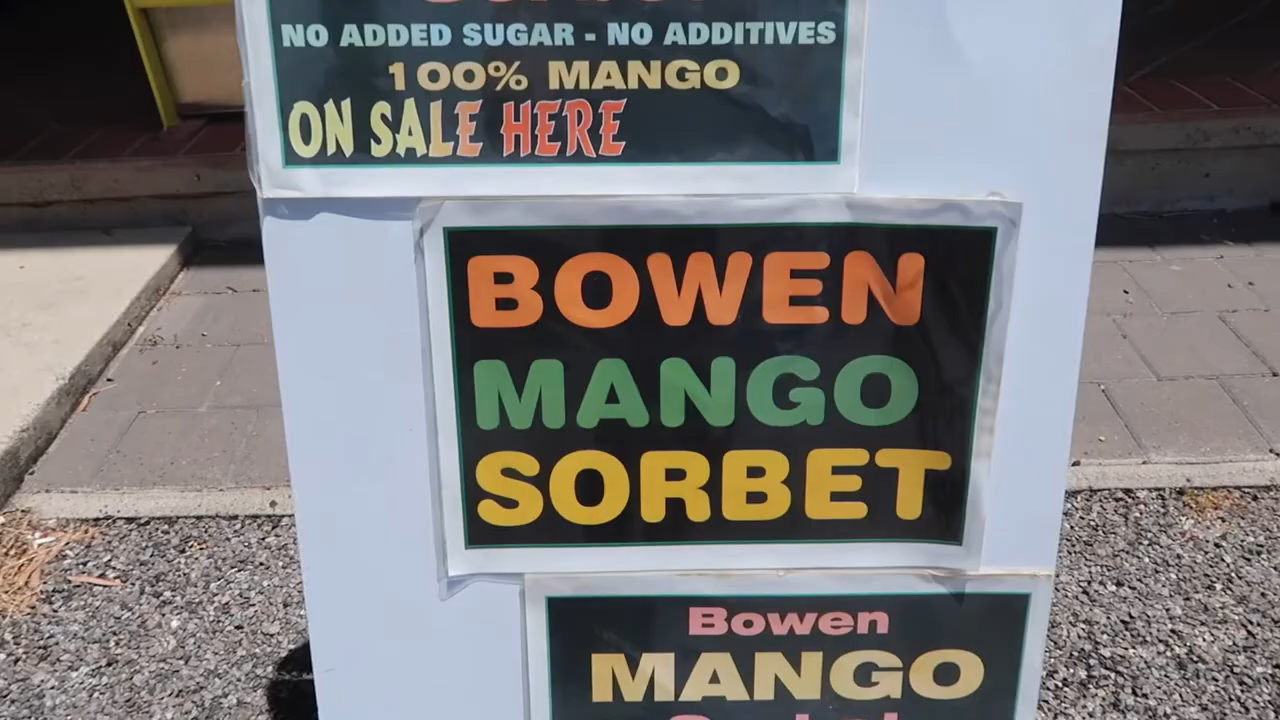 NO ADDED SUGAR - NO ADDITIVES
100% MANGO
ON SALE HERE
BOWEN
MANGO
SORBET
Bowen
MANGO